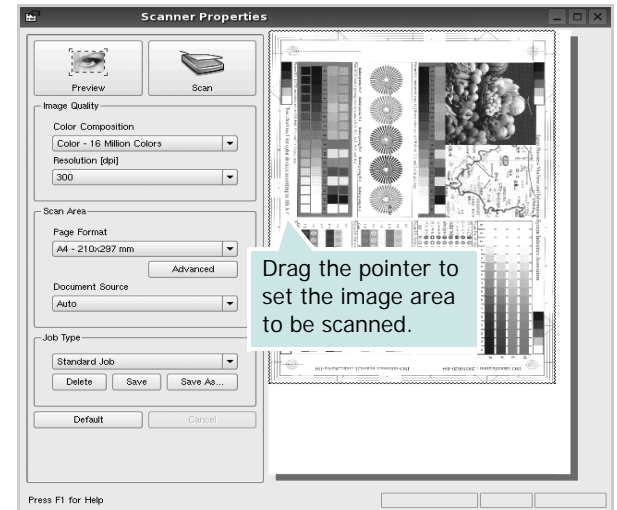 Scanner Properties
Preview
Scan
Image Quality
Color Composition
Color - 16 Million Colors
Resolution [dpi]
300
Scan Area
Page Format
A4 - 210x297 mm
Advanced
Document Source
Auto
Job Type
Standard Job
Delete
Save
Save As...
Default
Cancel
Drag the pointer to
set the image area
to be scanned.
Press F1 for Help